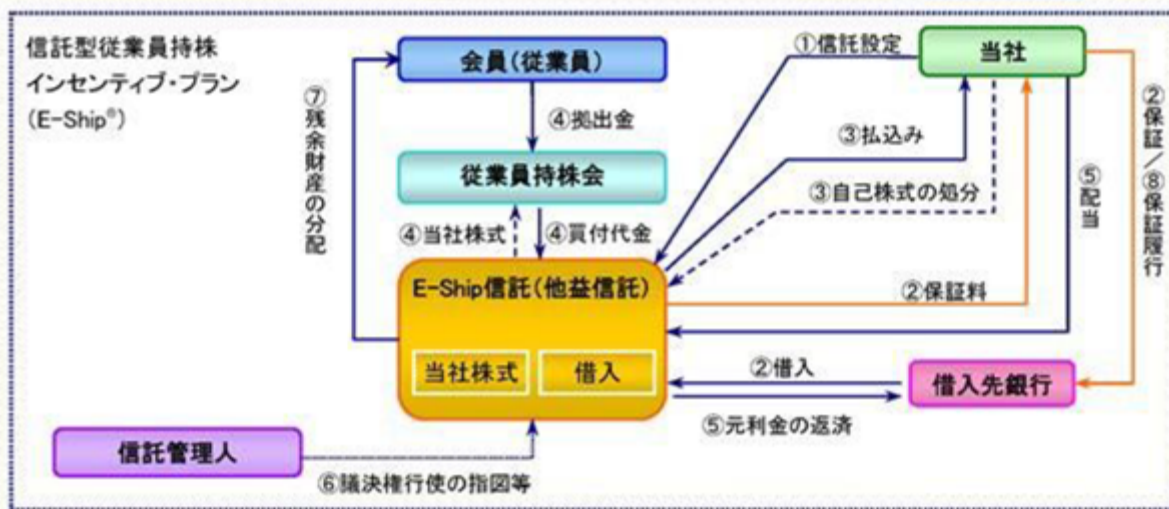 信託型従業員持株
インセンティブ・プラン
(E-Ship®)
会員(従業員)
①信託設定
当社
④拠出金
③払込み
従業員持株会
③自己株式の処分
④当社株式
④買付代金
⑦残余財産の分配
②保証/⑧保証履行
⑤配当
E-Ship信託(他益信託)
②保証料
当社株式
借入
②借入
借入先銀行
⑤元利金の返済
信託管理人
⑥議決権行使の指図等